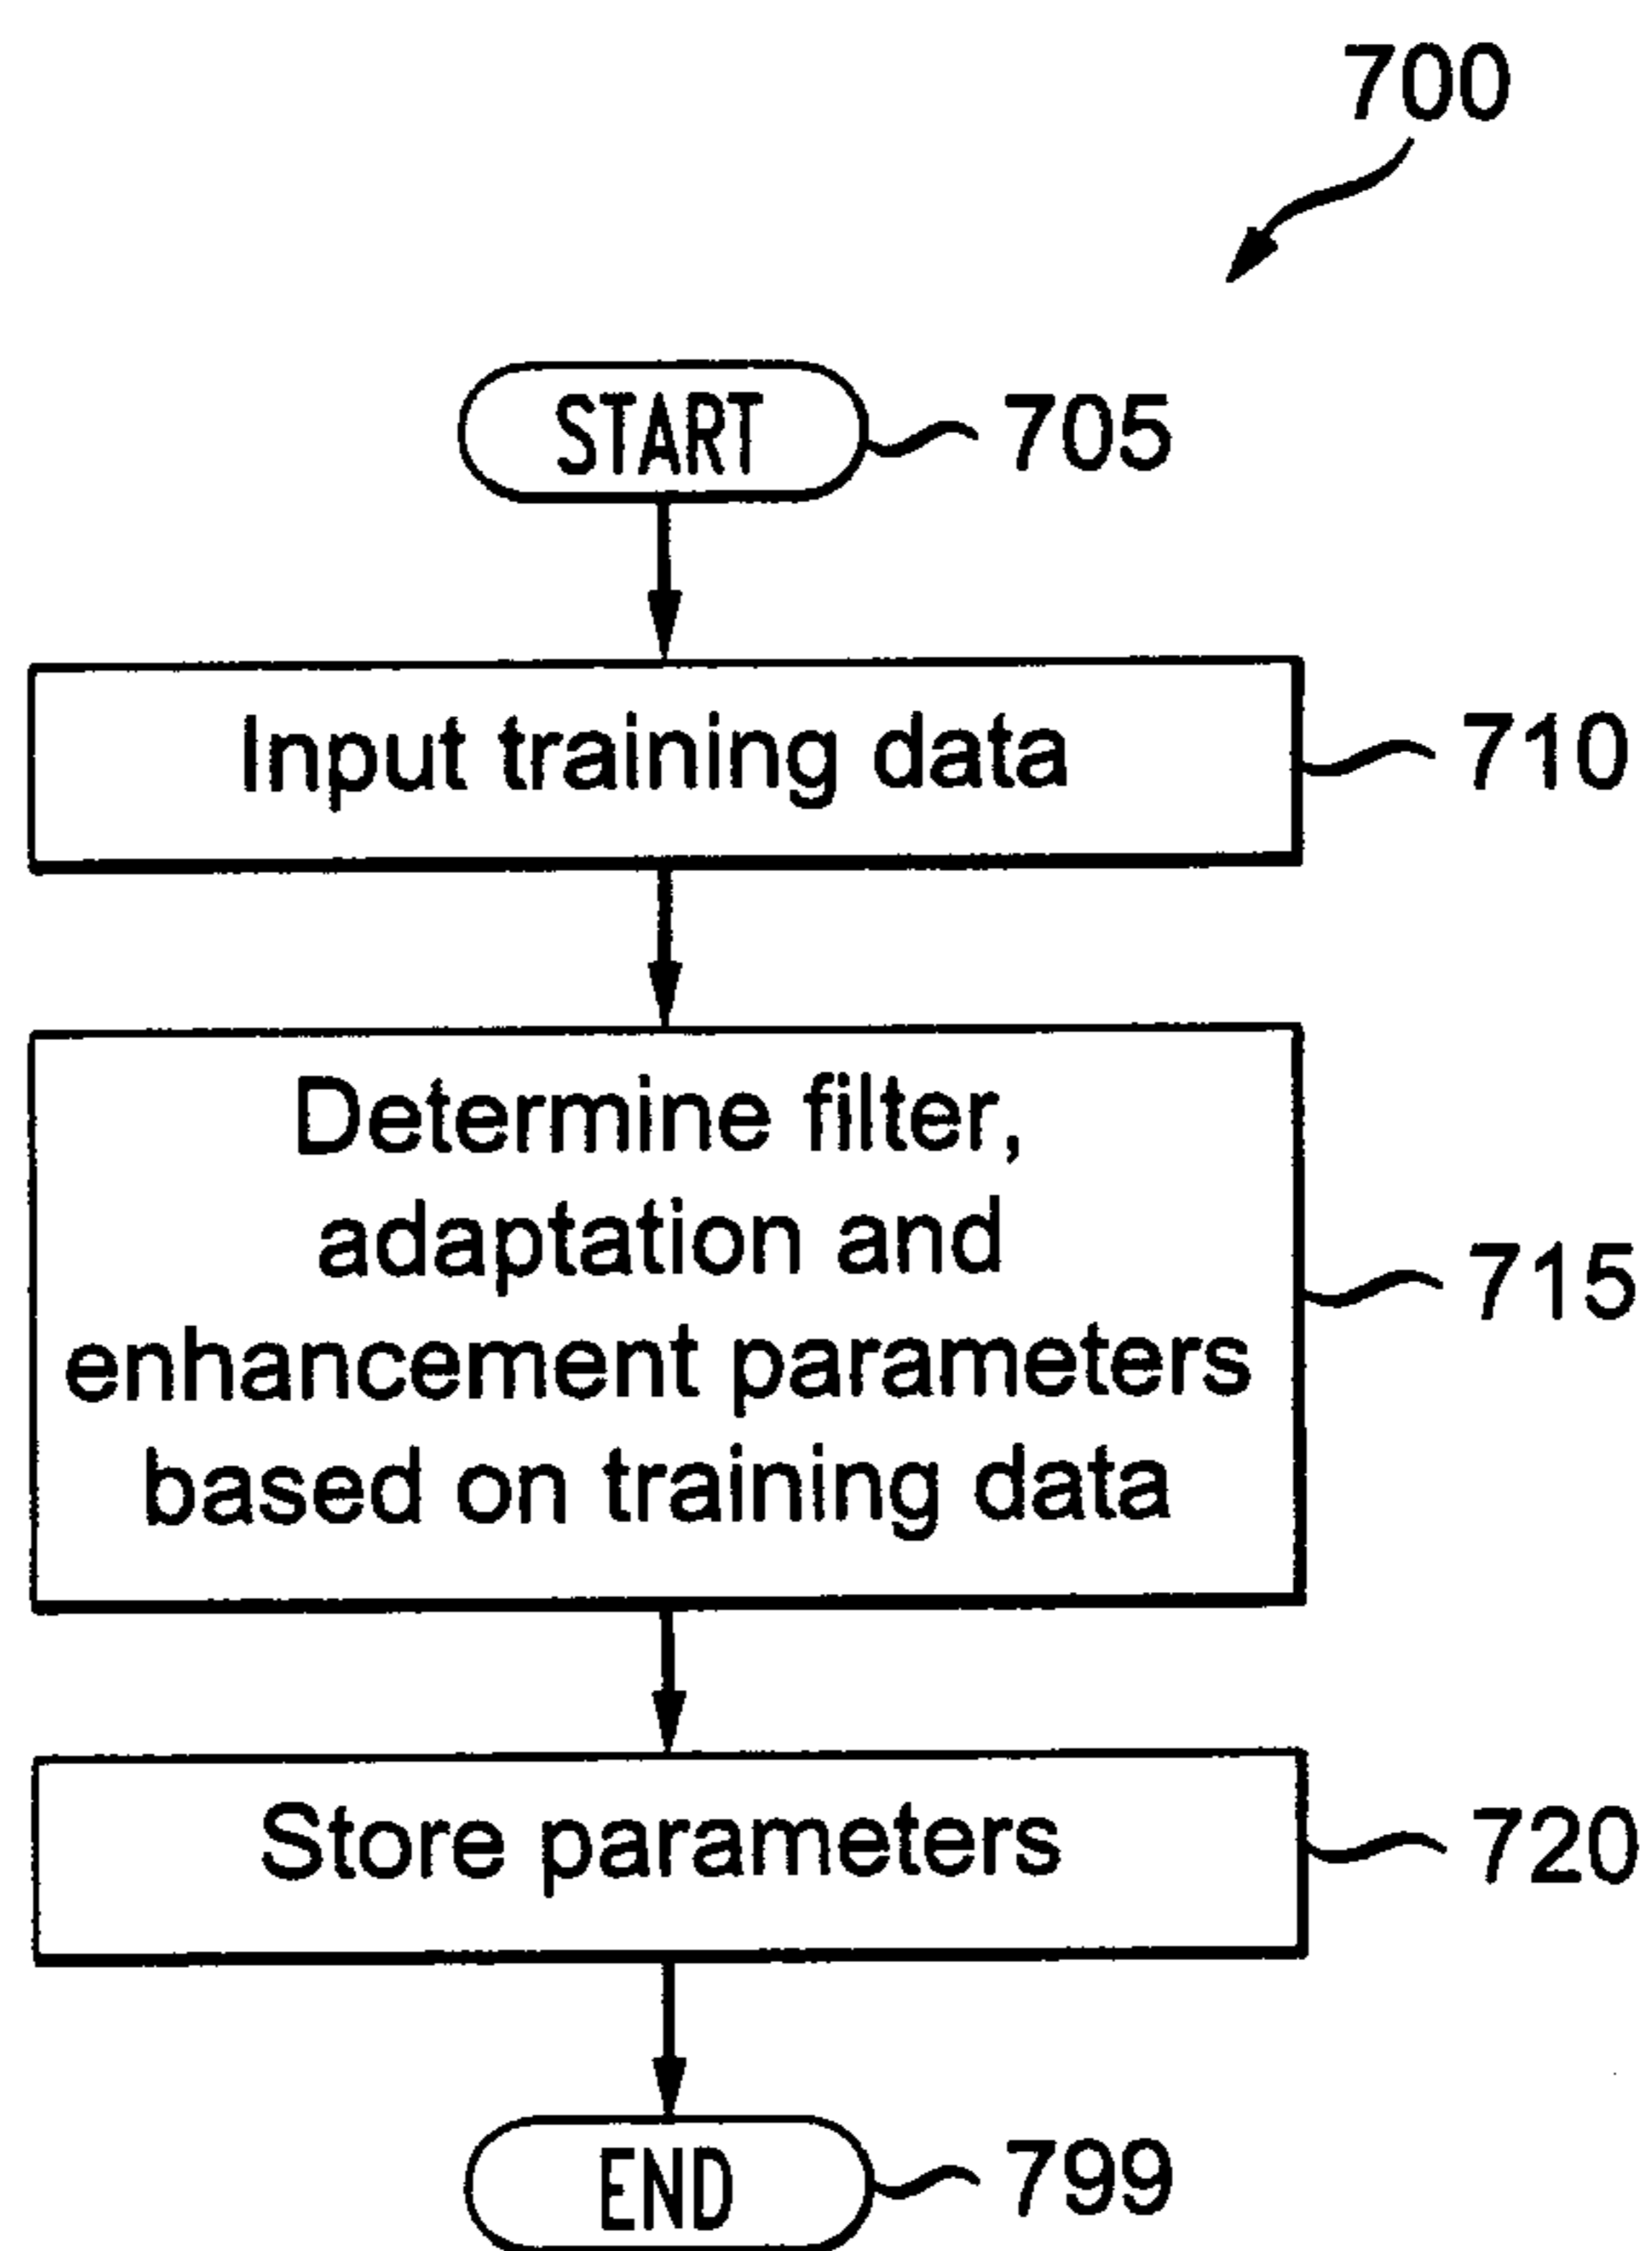 700
START 705
Input training data 710
Determine filter,
adaptation and
715
enhancement parameters
based on training data
Store parameters 720
END 799